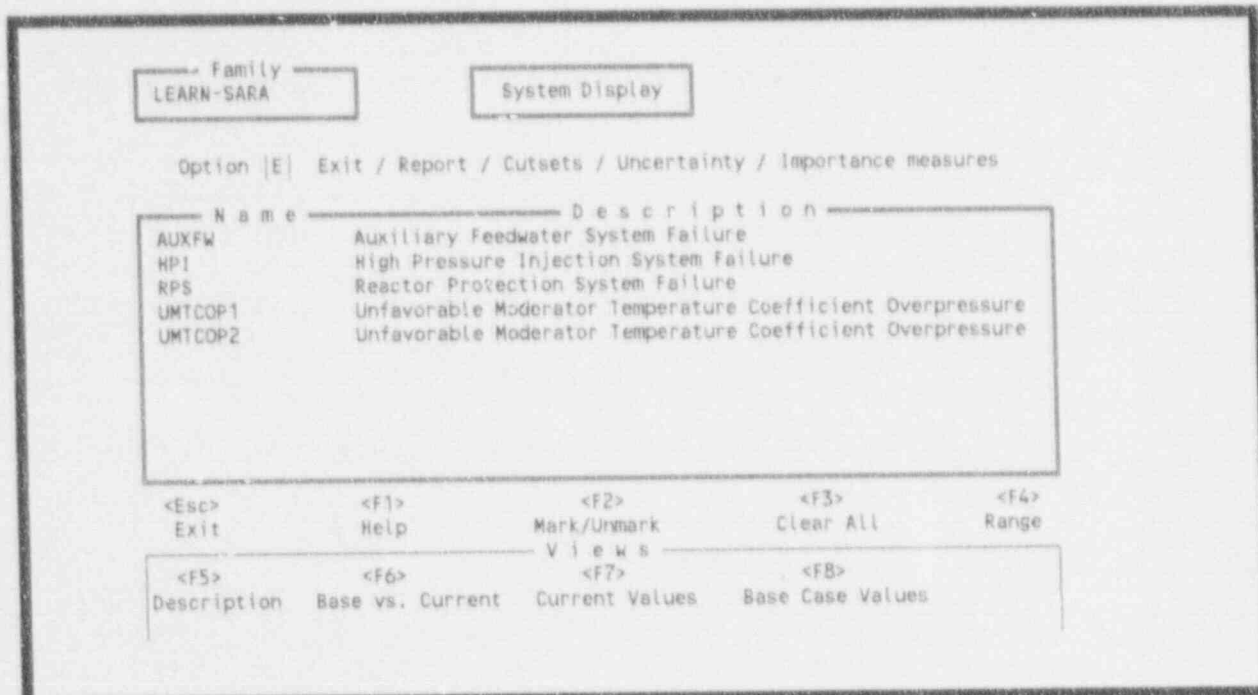 Family
LEARN-SARA
System Display
Option |E| Exit / Report / Cutsets / Uncertainty / Importance measures
Name Description
AUXFW Auxiliary Feedwater System Failure
HPI High Pressure Injection System Failure
RPS Reactor Protection System Failure
UMTCOP1 Unfavorable Moderator Temperature Coefficient Overpressure
UMTCOP2 Unfavorable Moderator Temperature Coefficient Overpressure
<Esc> <F1> <F2> <F3> <F4>
Exit Help Mark/Unmark Clear All Range
Views
<F5> <F6> <F7> <F8>
Description Base vs. Current Current Values Base Case Values